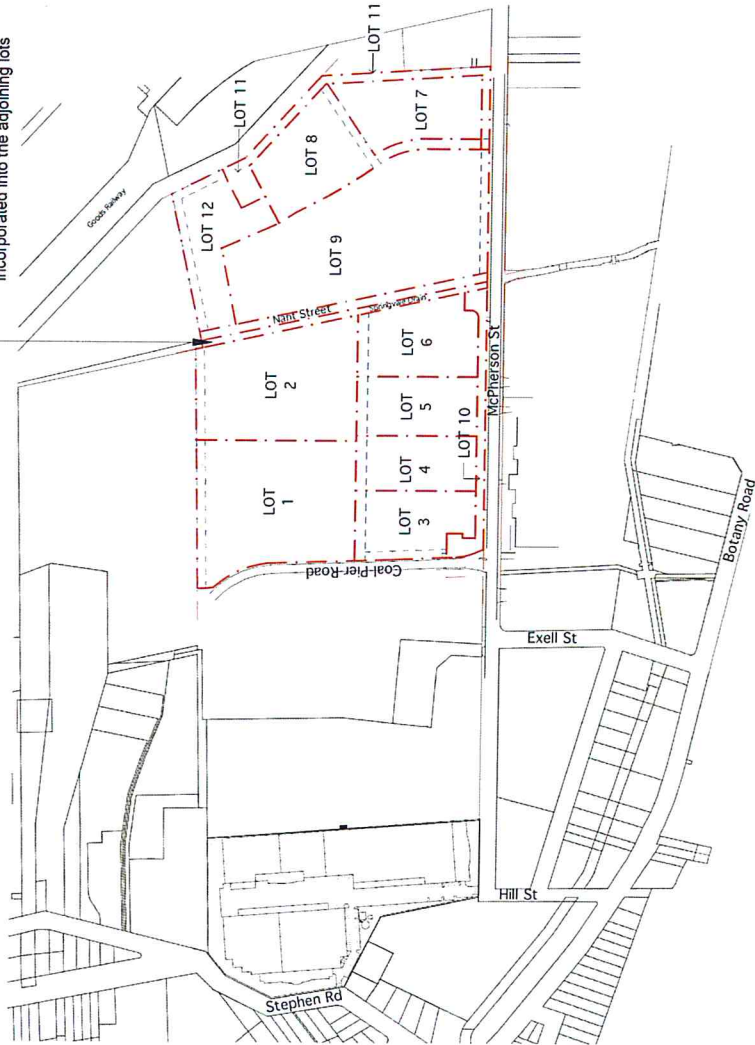 incorporated into the adjoining lots
LOT 11
Goods Railway
LOT 11
LOT 8
LOT 7
LOT 12
LOT 9
Nant Street
Springvale Drain
LOT
2
LOT
6
LOT
5
McPherson St
LOT 10
LOT
1
LOT
4
LOT
3
Coal Pier Road
Botany Road
Exell St
Hill St
Stephen Rd